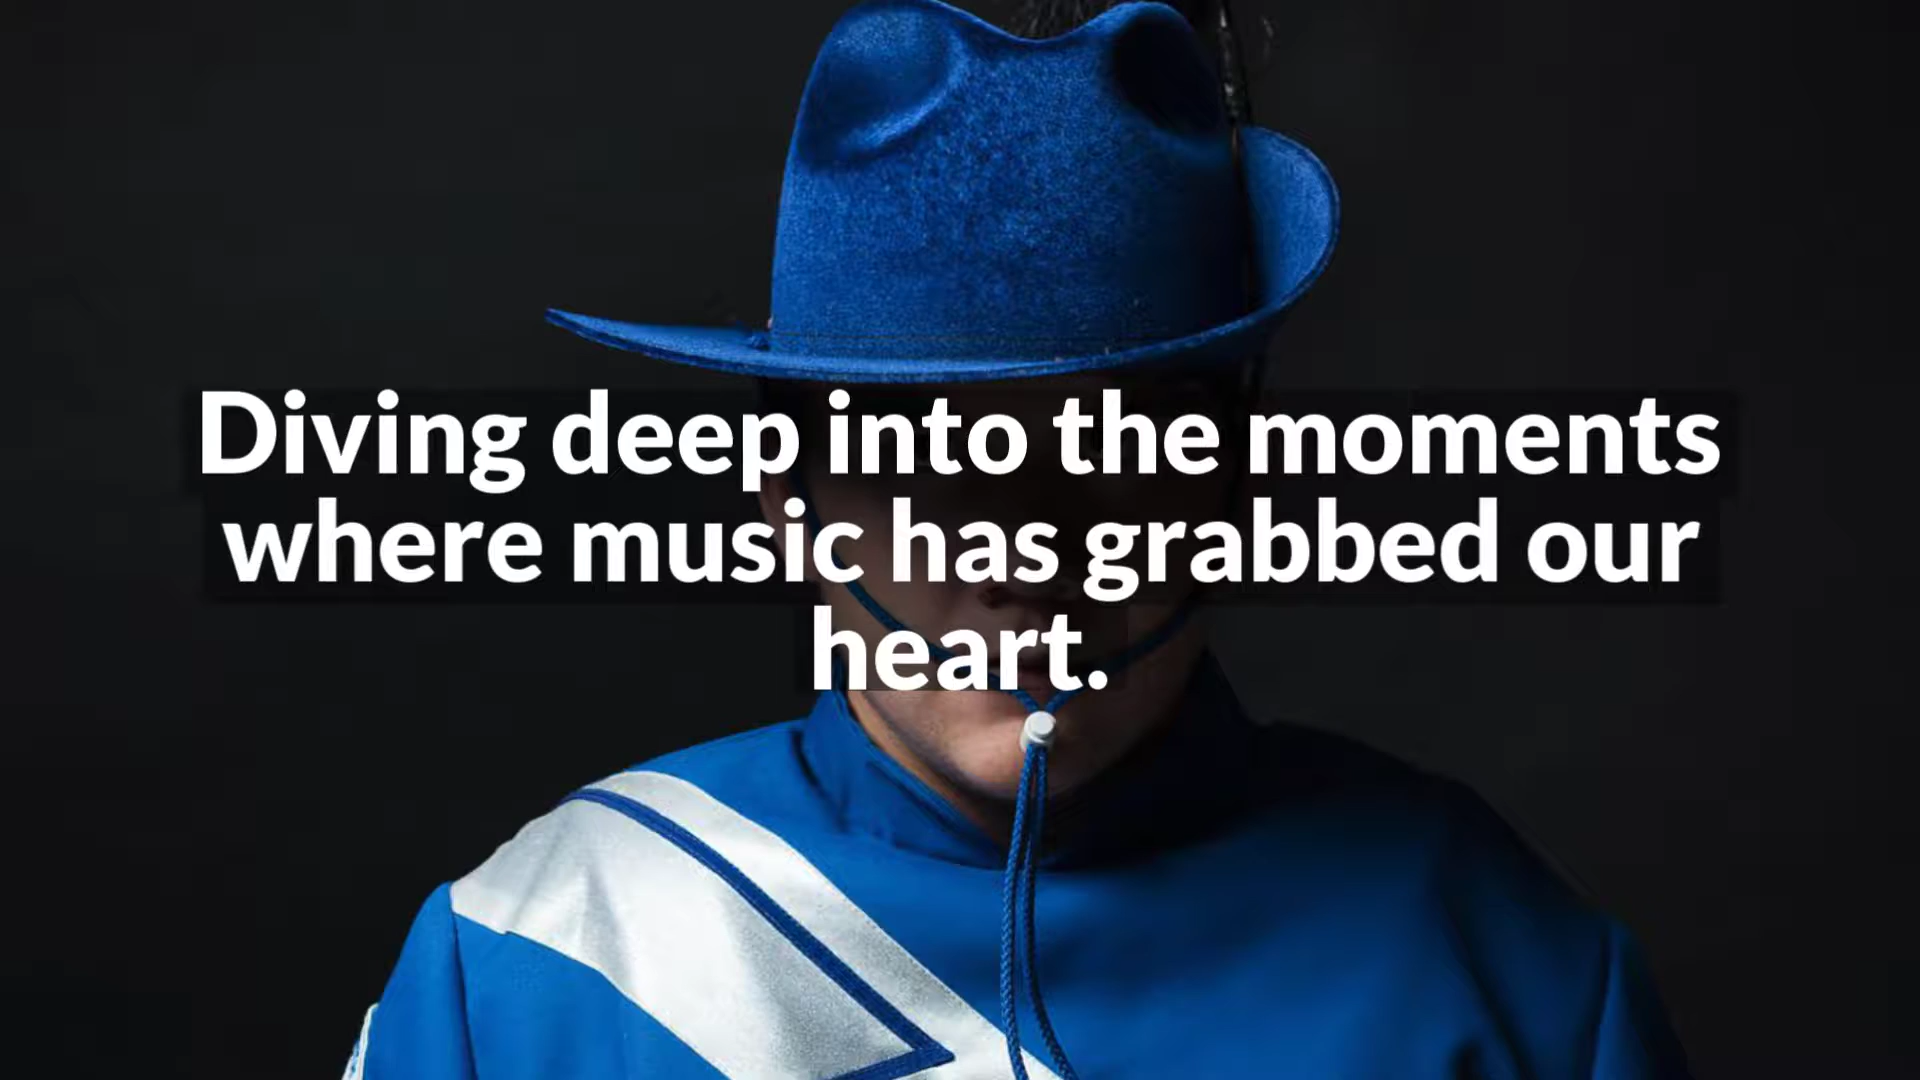 Diving deep into the moments
where music has grabbed our
heart.